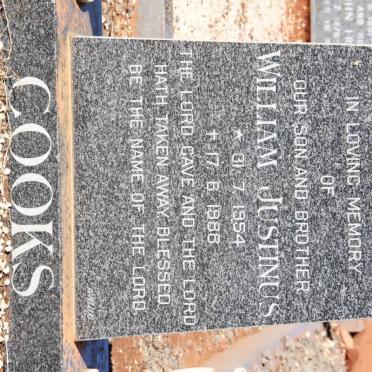 IN LOVING MEMORY
OF
OUR SON AND BROTHER
WILLIAM JUSTINUS
★ 31 7 1954
† 17 6 1986
THE LORD GAVE AND THE LORD
HATH TAKEN AWAY BLESSED
BE THE NAME OF THE LORD
COOKS